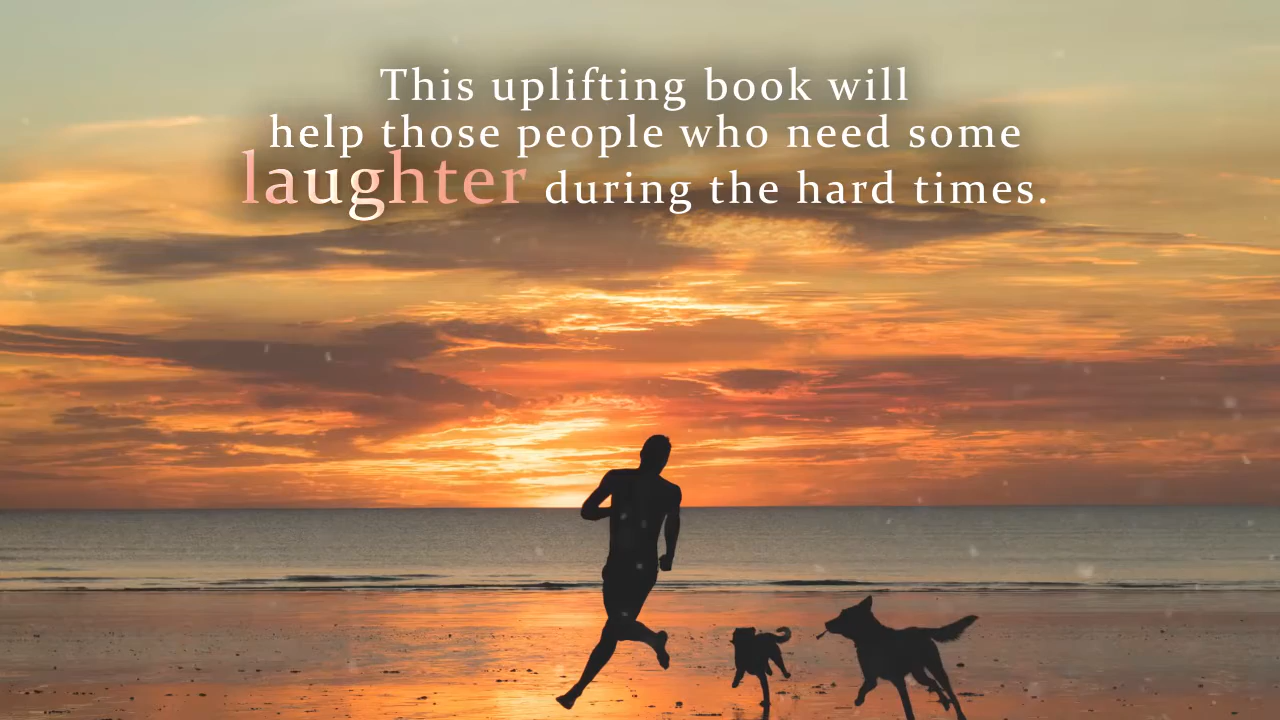 This uplifting book will
help those people who need some
laughter during the hard times.